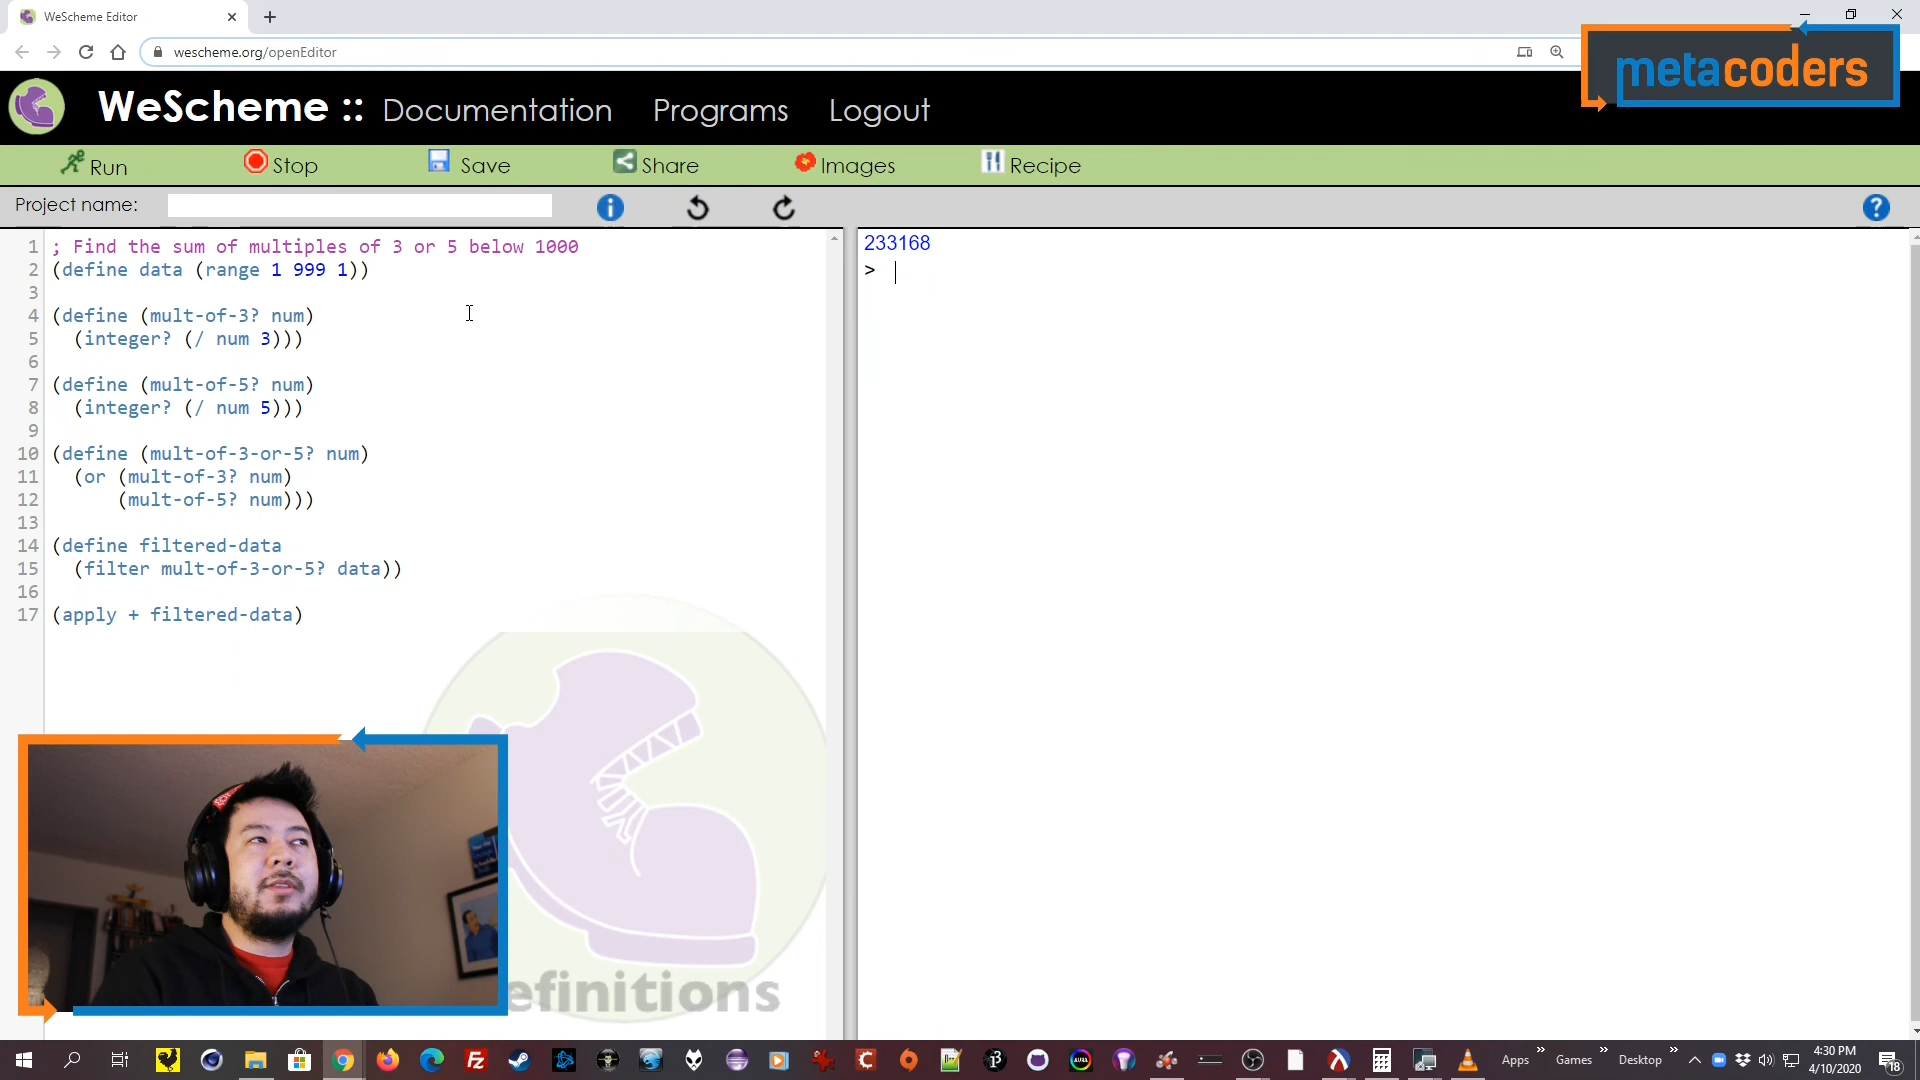 WeScheme Editor
wescheme.org/openEditor
metacoders
WeScheme :: Documentation Programs Logout
Run Stop Save Share Images Recipe
Project name:
1 ; Find the sum of multiples of 3 or 5 below 1000
2 (define data (range 1 999 1))
3
4 (define (mult-of-3? num)
5 (integer? (/ num 3)))
6
7 (define (mult-of-5? num)
8 (integer? (/ num 5)))
9
10 (define (mult-of-3-or-5? num)
11 (or (mult-of-3? num)
12 (mult-of-5? num)))
13
14 (define filtered-data
15 (filter mult-of-3-or-5? data))
16
17 (apply + filtered-data)
233168
>
efinitions
Apps » Games » Desktop »
4:30 PM
4/10/2020
18